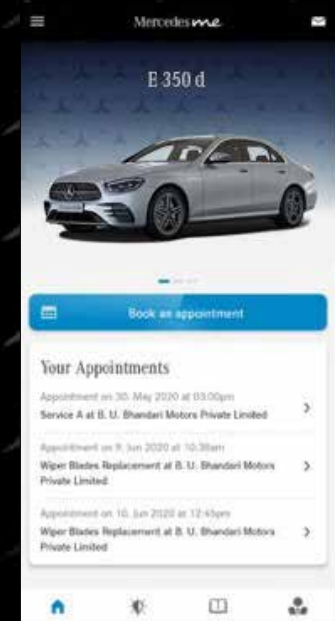 Mercedes me
E 350 d
Book an appointment
Your Appointments
Appointment on 30. May 2020 at 03:00pm
Service A at B. U. Bhandari Motors Private Limited
Appointment on 9. Jun 2020 at 10:38am
Wiper Blades Replacement at B. U. Bhandari Motors
Private Limited
Appointment on 10. Jun 2020 at 12:45pm
Wiper Blades Replacement at B. U. Bhandari Motors
Private Limited